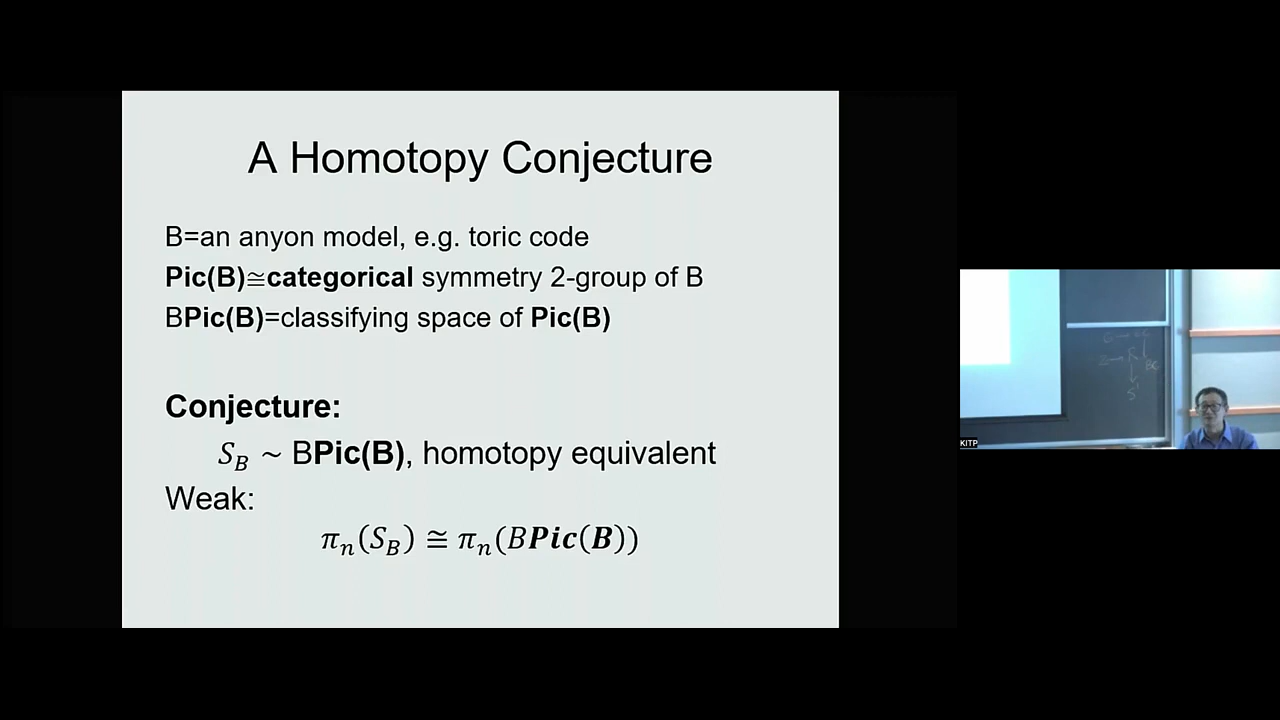 A Homotopy Conjecture
B=an anyon model, e.g. toric code
Pic(B)≅categorical symmetry 2-group of B
BPic(B)=classifying space of Pic(B)
Conjecture:
S_B ~ BPic(B), homotopy equivalent
Weak:
π_n(S_B) ≅ π_n(BPic(B))
KITP